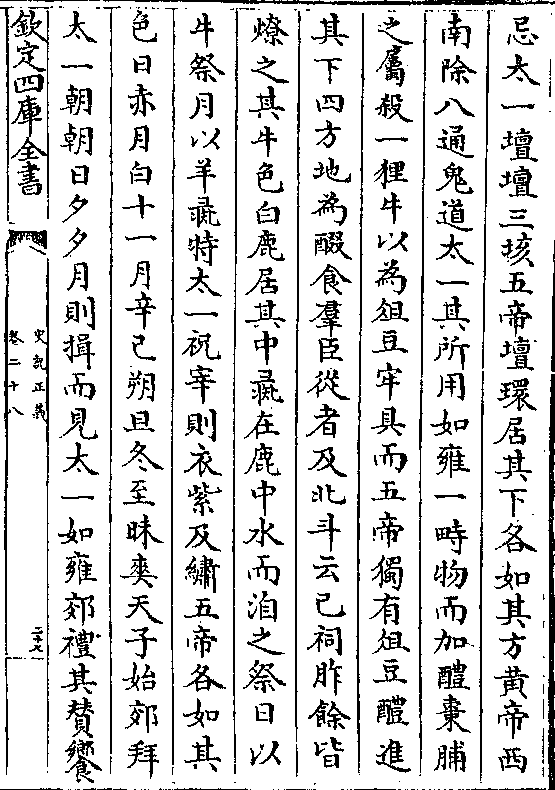 忌太一壇壇三垓五帝壇環居其下各如其方黄帝西
南除八通鬼道太一其所用如雍一畤物而加醴棗脯
之屬殺一狸牛以為俎豆牢具而五帝獨有俎豆醴進
其下四方地為醊食羣臣從者及北斗云已祠胙餘皆
燎之其牛色白鹿居其中彘在鹿中水而洎之祭日以
牛祭月以羊彘特太一祝宰則衣紫及繡五帝各如其
色日赤月白十一月辛已朔旦冬至昧爽天子始郊拜
太一朝朝日夕夕月則揖而見太一如雍郊禮其賛饗
欽定四庫全書
史記正義
卷二十八